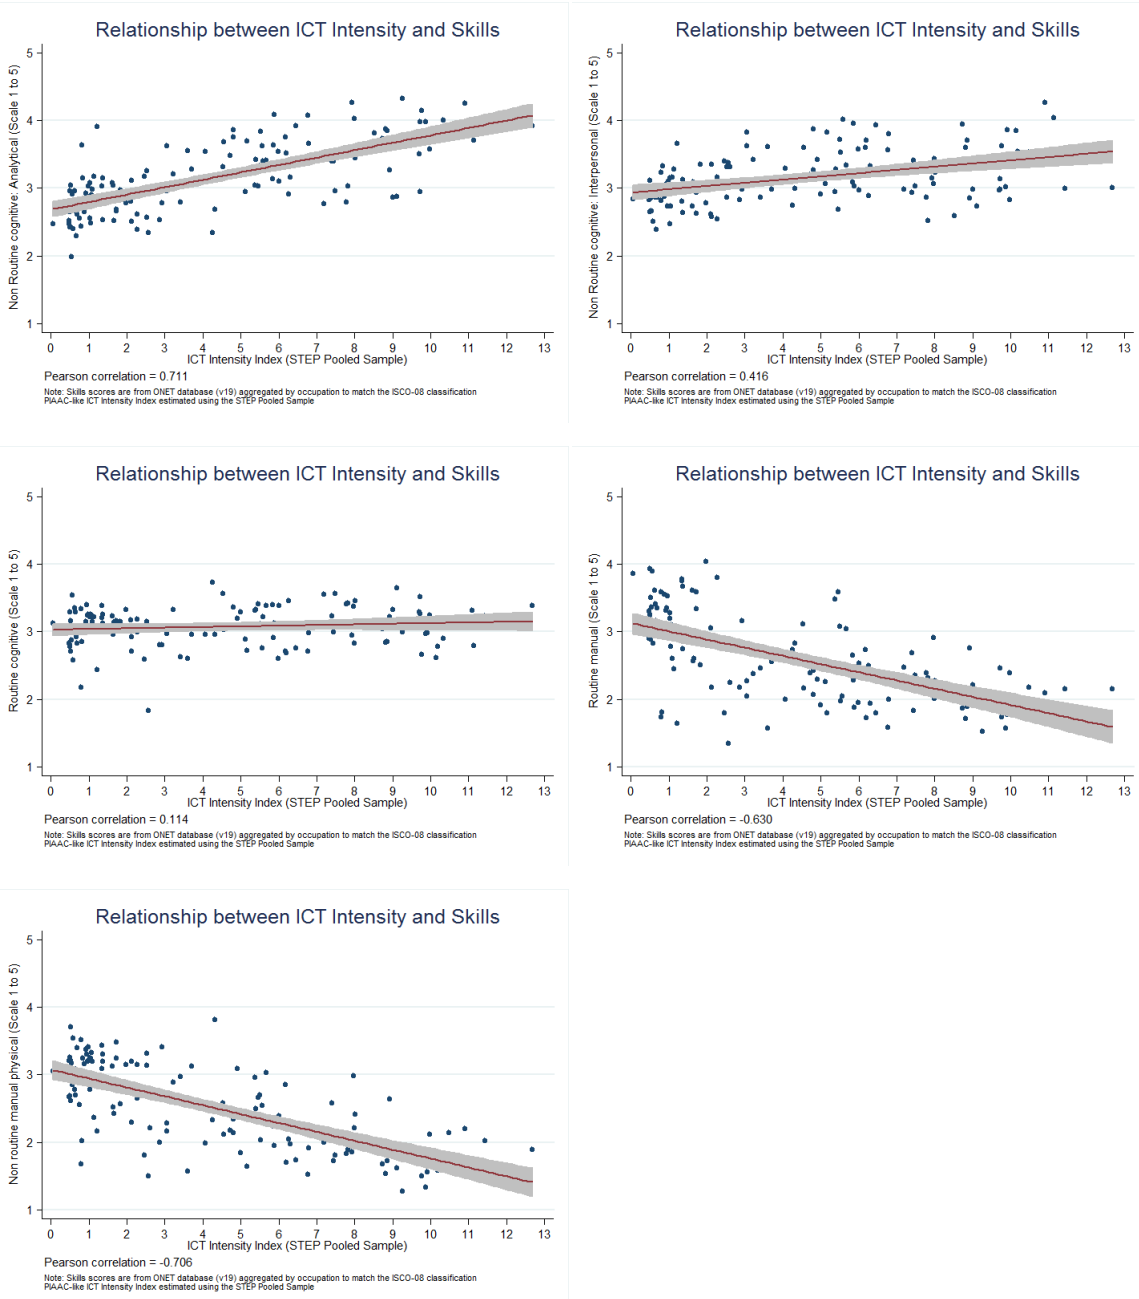 Relationship between ICT Intensity and Skills
Non Routine cognitive: Analytical (Scale 1 to 5)
5
4
3
2
1
0 1 2 3 4 5 6 7 8 9 10 11 12 13
ICT Intensity Index (STEP Pooled Sample)
Pearson correlation = 0.711
Note: Skills scores are from ONET database (v19) aggregated by occupation to match the ISCO-08 classification
PIAAC-like ICT Intensity Index estimated using the STEP Pooled Sample
Relationship between ICT Intensity and Skills
Non Routine cognitive: Interpersonal (Scale 1 to 5)
5
4
3
2
1
0 1 2 3 4 5 6 7 8 9 10 11 12 13
ICT Intensity Index (STEP Pooled Sample)
Pearson correlation = 0.416
Note: Skills scores are from ONET database (v19) aggregated by occupation to match the ISCO-08 classification
PIAAC-like ICT Intensity Index estimated using the STEP Pooled Sample
Relationship between ICT Intensity and Skills
Routine cognitive (Scale 1 to 5)
5
4
3
2
1
0 1 2 3 4 5 6 7 8 9 10 11 12 13
ICT Intensity Index (STEP Pooled Sample)
Pearson correlation = 0.114
Note: Skills scores are from ONET database (v19) aggregated by occupation to match the ISCO-08 classification
PIAAC-like ICT Intensity Index estimated using the STEP Pooled Sample
Relationship between ICT Intensity and Skills
Routine manual (Scale 1 to 5)
5
4
3
2
1
0 1 2 3 4 5 6 7 8 9 10 11 12 13
ICT Intensity Index (STEP Pooled Sample)
Pearson correlation = -0.630
Note: Skills scores are from ONET database (v19) aggregated by occupation to match the ISCO-08 classification
PIAAC-like ICT Intensity Index estimated using the STEP Pooled Sample
Relationship between ICT Intensity and Skills
Non routine manual physical (Scale 1 to 5)
5
4
3
2
1
0 1 2 3 4 5 6 7 8 9 10 11 12 13
ICT Intensity Index (STEP Pooled Sample)
Pearson correlation = -0.706
Note: Skills scores are from ONET database (v19) aggregated by occupation to match the ISCO-08 classification
PIAAC-like ICT Intensity Index estimated using the STEP Pooled Sample